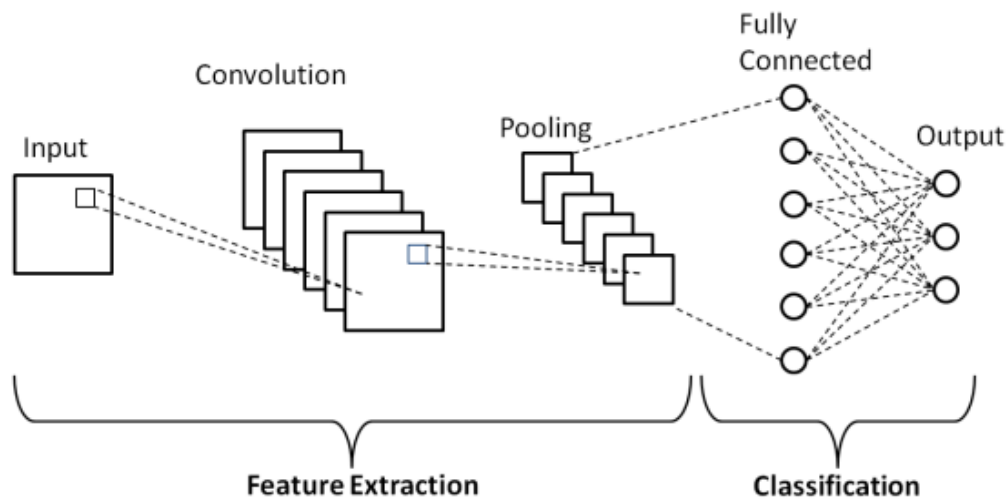 Input
Convolution
Pooling
Fully
Connected
Output
Feature Extraction
Classification